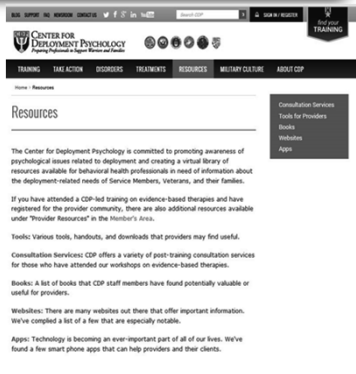 BLOG SUPPORT FAQ NEWSROOM CONTACT US
Search CDP
SIGN IN / REGISTER
find your
TRAINING
CENTER FOR
DEPLOYMENT PSYCHOLOGY
Preparing Professionals to Support Warriors and Families
TRAINING TAKE ACTION DISORDERS TREATMENTS RESOURCES MILITARY CULTURE ABOUT CDP
Home › Resources
Resources
The Center for Deployment Psychology is committed to promoting awareness of
psychological issues related to deployment and creating a virtual library of
resources available for behavioral health professionals in need of information about
the deployment-related needs of Service Members, Veterans, and their families.
If you have attended a CDP-led training on evidence-based therapies and have
registered for the provider community, there are also additional resources available
under "Provider Resources" in the Member's Area.
Tools: Various tools, handouts, and downloads that providers may find useful.
Consultation Services: CDP offers a variety of post-training consultation services
for those who have attended our workshops on evidence-based therapies.
Books: A list of books that CDP staff members have found potentially valuable or
useful for providers.
Websites: There are many websites out there that offer important information.
We've complied a list of a few that are especially notable.
Apps: Technology is becoming an ever-important part of all of our lives. We've
found a few smart phone apps that can help providers and their clients.
Consultation Services
Tools for Providers
Books
Websites
Apps